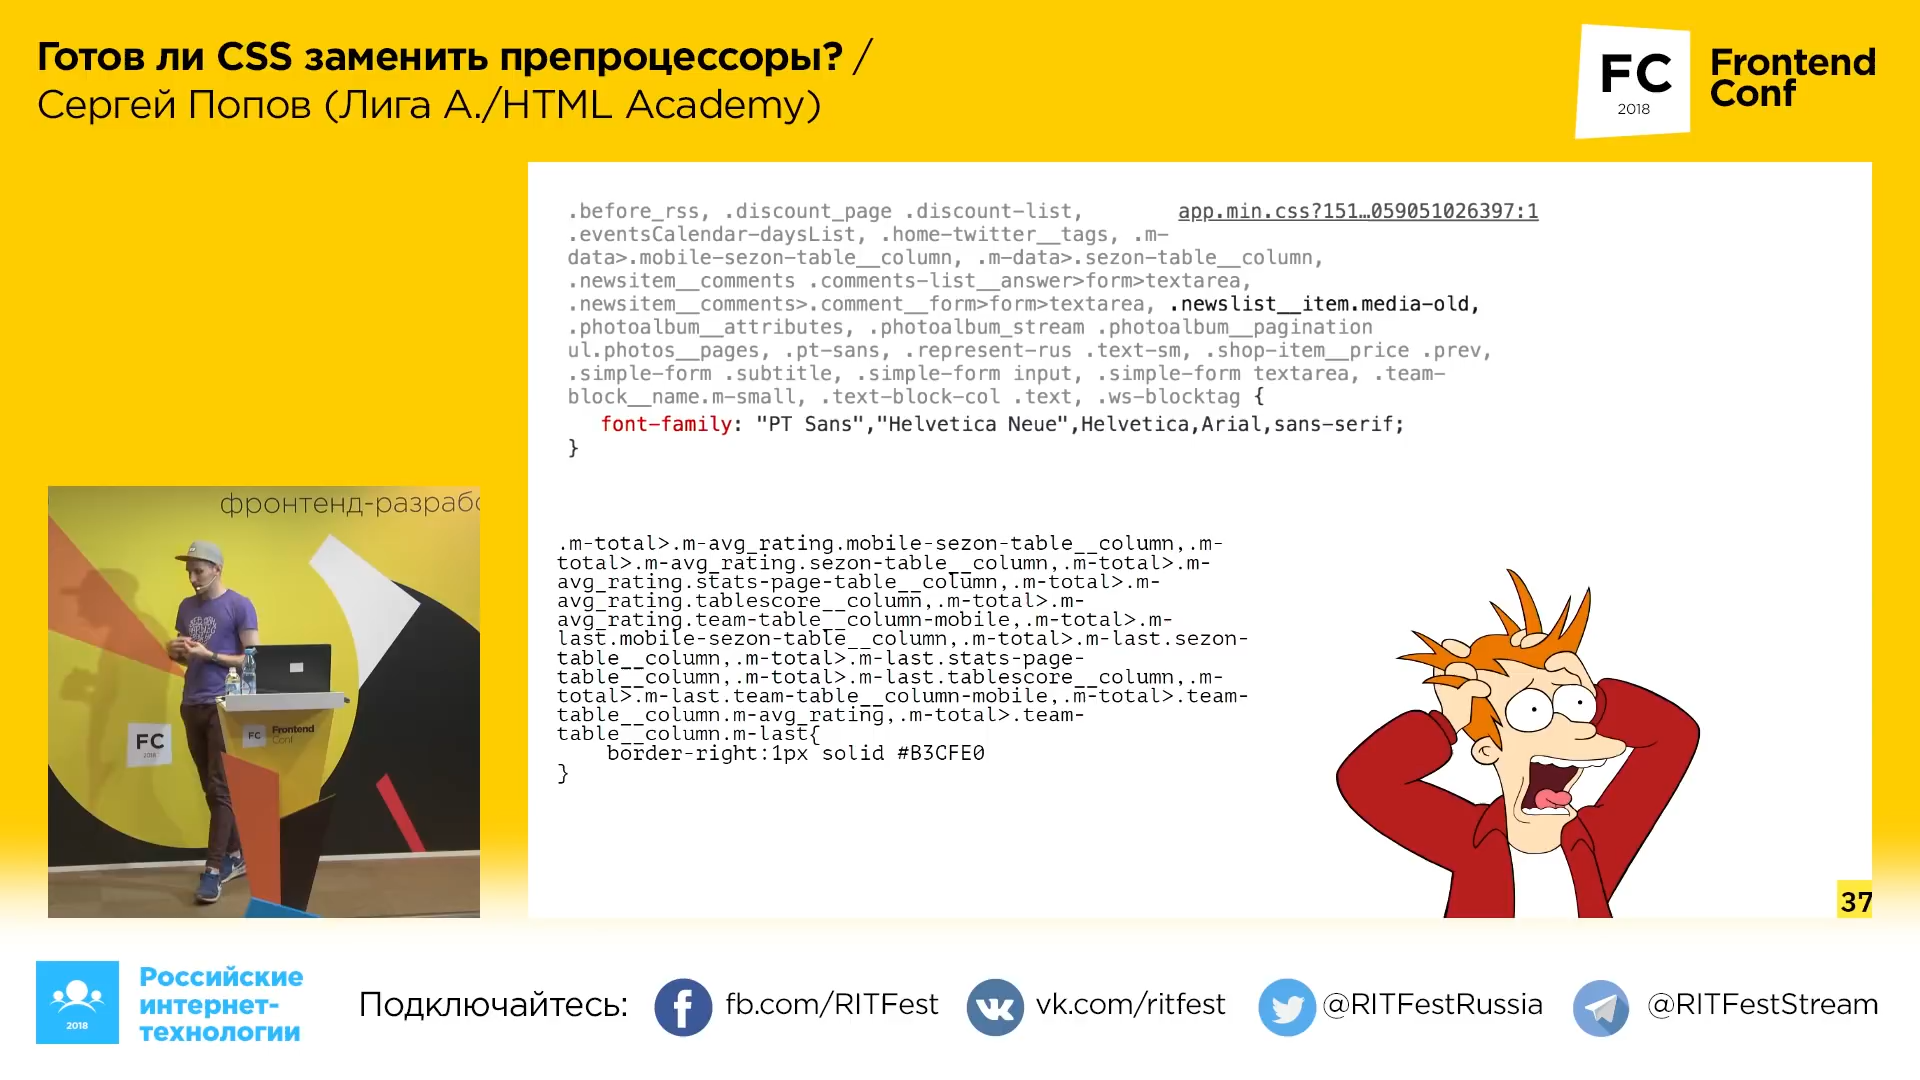 Готов ли CSS заменить препроцессоры? /
Сергей Попов (Лига А./HTML Academy)
FC
2018
Frontend
Conf
.before_rss, .discount_page .discount-list,
app.min.css?151…059051026397:1
.eventsCalendar-daysList, .home-twitter__tags, .m-
data>.mobile-sezon-table__column, .m-data>.sezon-table__column,
.newsitem__comments .comments-list__answer>form>textarea,
.newsitem__comments>.comment__form>form>textarea, .newslist__item.media-old,
.photoalbum__attributes, .photoalbum_stream .photoalbum__pagination
ul.photos__pages, .pt-sans, .represent-rus .text-sm, .shop-item__price .prev,
.simple-form .subtitle, .simple-form input, .simple-form textarea, .team-
block__name.m-small, .text-block-col .text, .ws-blocktag {
font-family: "PT Sans","Helvetica Neue",Helvetica,Arial,sans-serif;
}
.m-total>.m-avg_rating.mobile-sezon-table__column,.m-
total>.m-avg_rating.sezon-table__column,.m-total>.m-
avg_rating.stats-page-table__column,.m-total>.m-
avg_rating.tablescore__column,.m-total>.m-
avg_rating.team-table__column-mobile,.m-total>.m-
last.mobile-sezon-table__column,.m-total>.m-last.sezon-
table__column,.m-total>.m-last.stats-page-
table__column,.m-total>.m-last.tablescore__column,.m-
total>.m-last.team-table__column-mobile,.m-total>.team-
table__column.m-avg_rating,.m-total>.team-
table__column.m-last{
border-right:1px solid #B3CFE0
}
37
фронтенд-разрабо
FC
2018
FC
Frontend
Conf
2018
Российские
интернет-
технологии
Подключайтесь:
fb.com/RITFest
vk.com/ritfest
@RITFestRussia
@RITFestStream